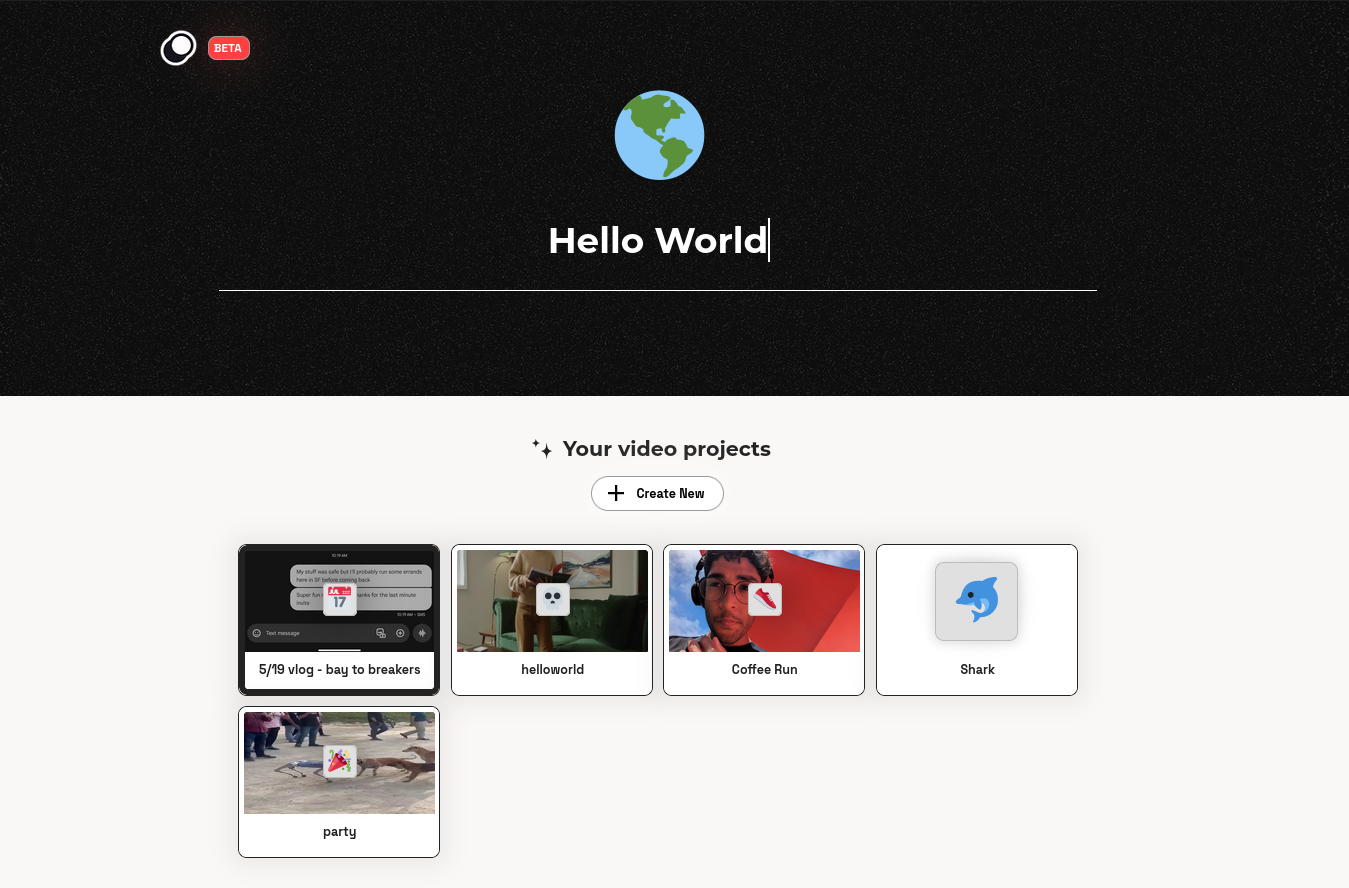 BETA
Hello World
Your video projects
Create New
10:19 AM
My stuff was safe but I'll probably run some errands
here in SF before coming back
JUL
17
Super fun
hanks for the last minute
invite
10:19 AM • SMS
Text message
5/19 vlog - bay to breakers
helloworld
Coffee Run
Shark
party